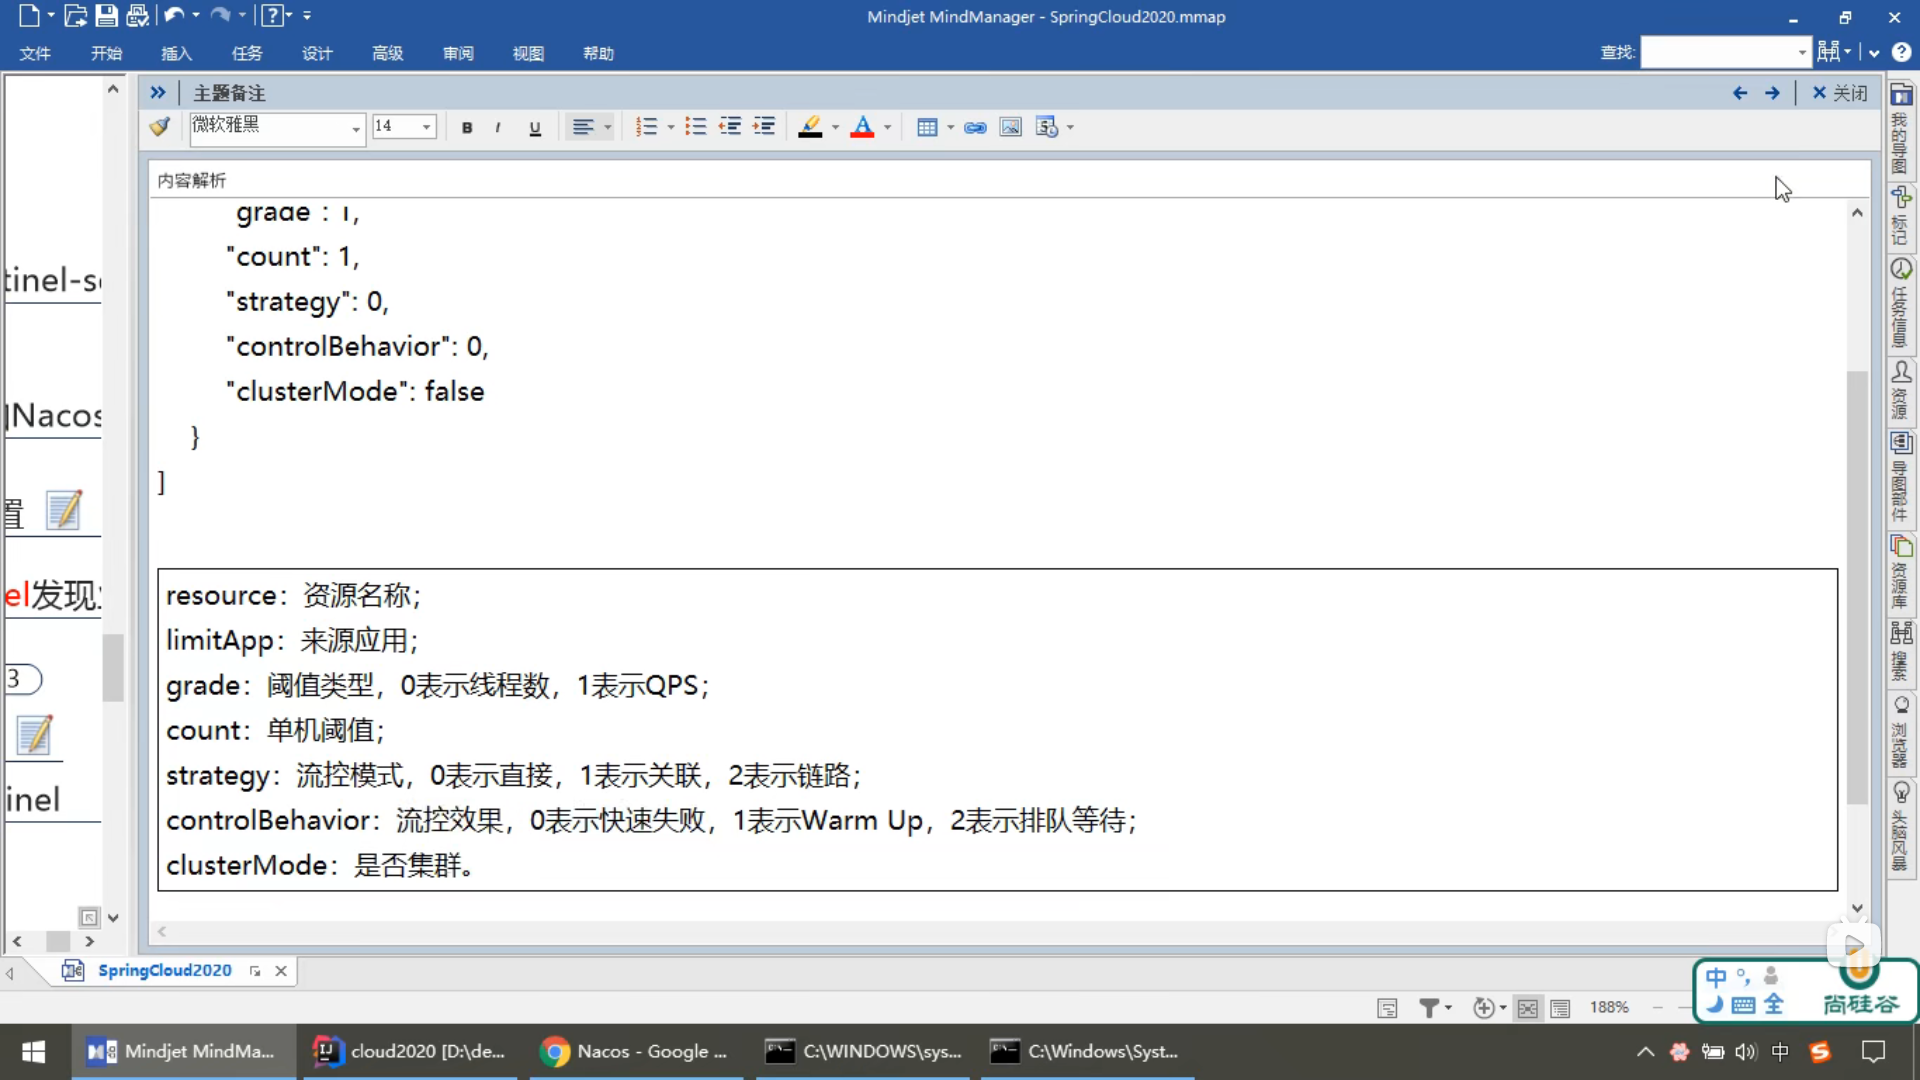 Mindjet MindManager - SpringCloud2020.mmap
文件 开始 插入 任务 设计 高级 审阅 视图 帮助 查找:
主题备注 关闭
微软雅黑 14 B I U
内容解析
"grade": 1,
"count": 1,
"strategy": 0,
"controlBehavior": 0,
"clusterMode": false
}
]
resource：资源名称；
limitApp：来源应用；
grade：阈值类型，0表示线程数，1表示QPS；
count：单机阈值；
strategy：流控模式，0表示直接，1表示关联，2表示链路；
controlBehavior：流控效果，0表示快速失败，1表示Warm Up，2表示排队等待；
clusterMode：是否集群。
tinel-se
Nacos
置
el发现
3
inel
我的导图
标记
任务信息
资源
导图部件
资源库
搜索
浏览器
头脑风暴
SpringCloud2020
188%
中 全 尚硅谷
Mindjet MindMa... cloud2020 [D:\de... Nacos - Google ... C:\WINDOWS\sys... C:\Windows\Syst... 中